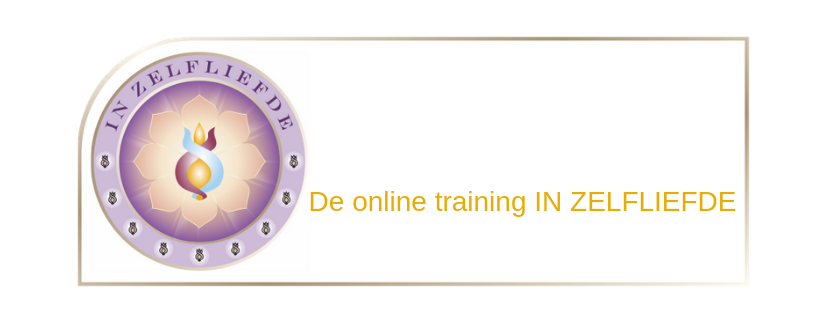 IN ZELFLIEFDE
De online training IN ZELFLIEFDE